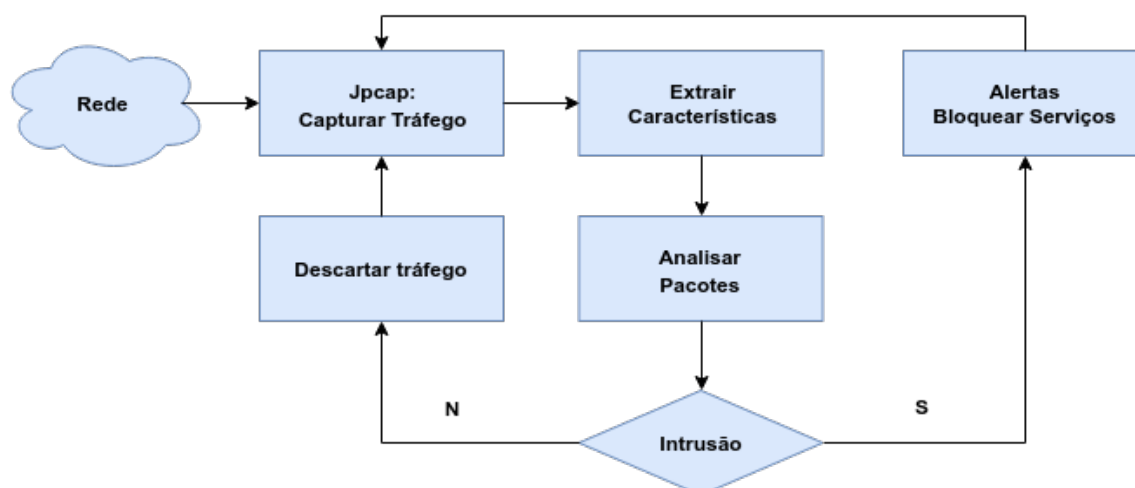 Rede
Jpcap:
Capturar Tráfego
Extrair
Características
Alertas
Bloquear Serviços
Descartar tráfego
Analisar
Pacotes
N
S
Intrusão